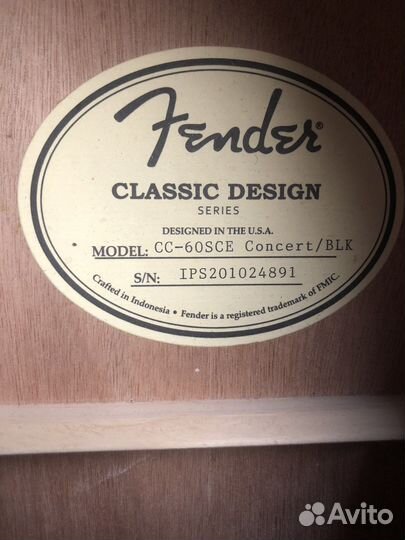 Fender®
CLASSIC DESIGN
SERIES
DESIGNED IN THE U.S.A.
MODEL: CC-60SCE Concert/BLK
S/N: IPS201024891
Crafted in Indonesia • Fender is a registered trademark of FMIC.
Avito